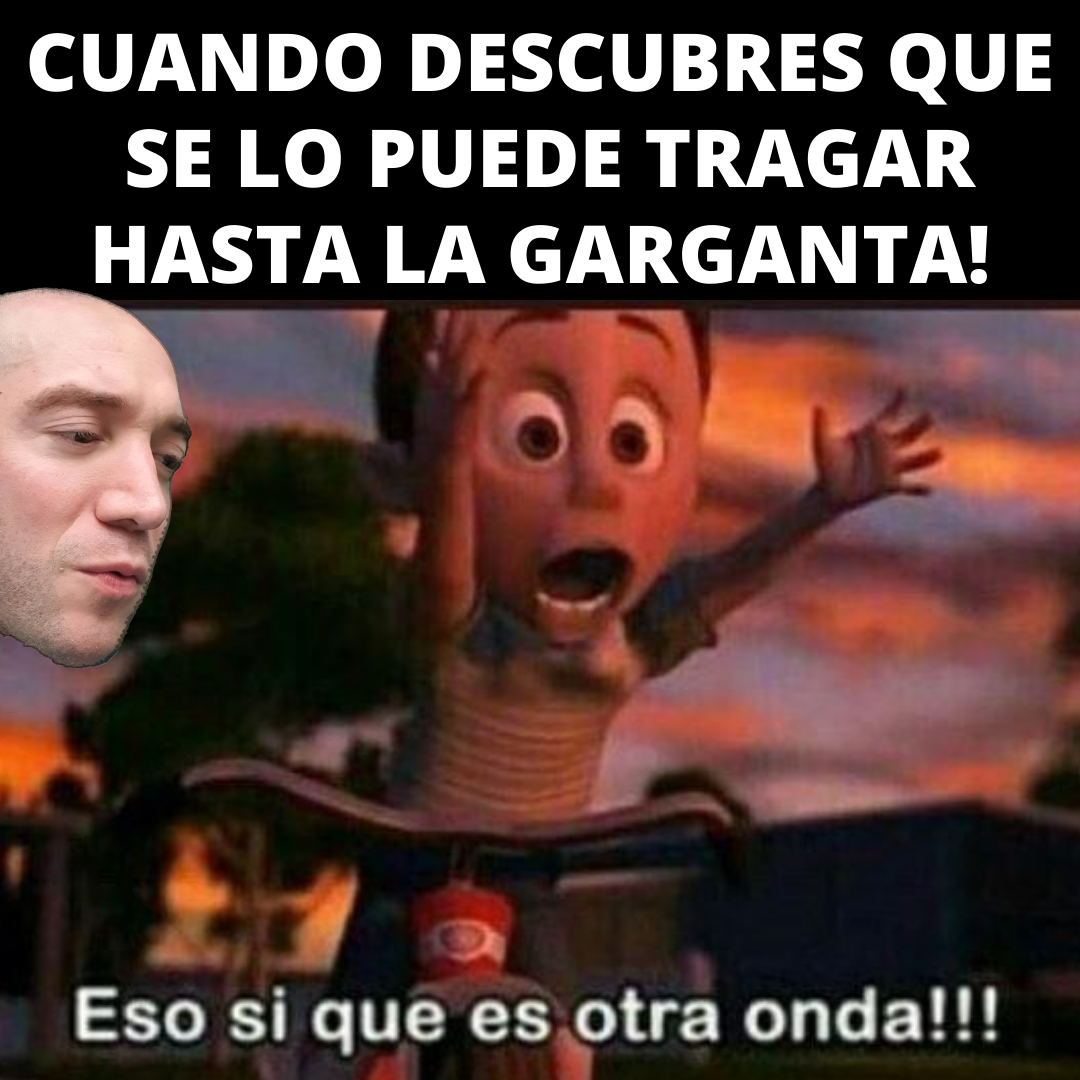 CUANDO DESCUBRES QUE
SE LO PUEDE TRAGAR
HASTA LA GARGANTA!
Eso si que es otra onda!!!